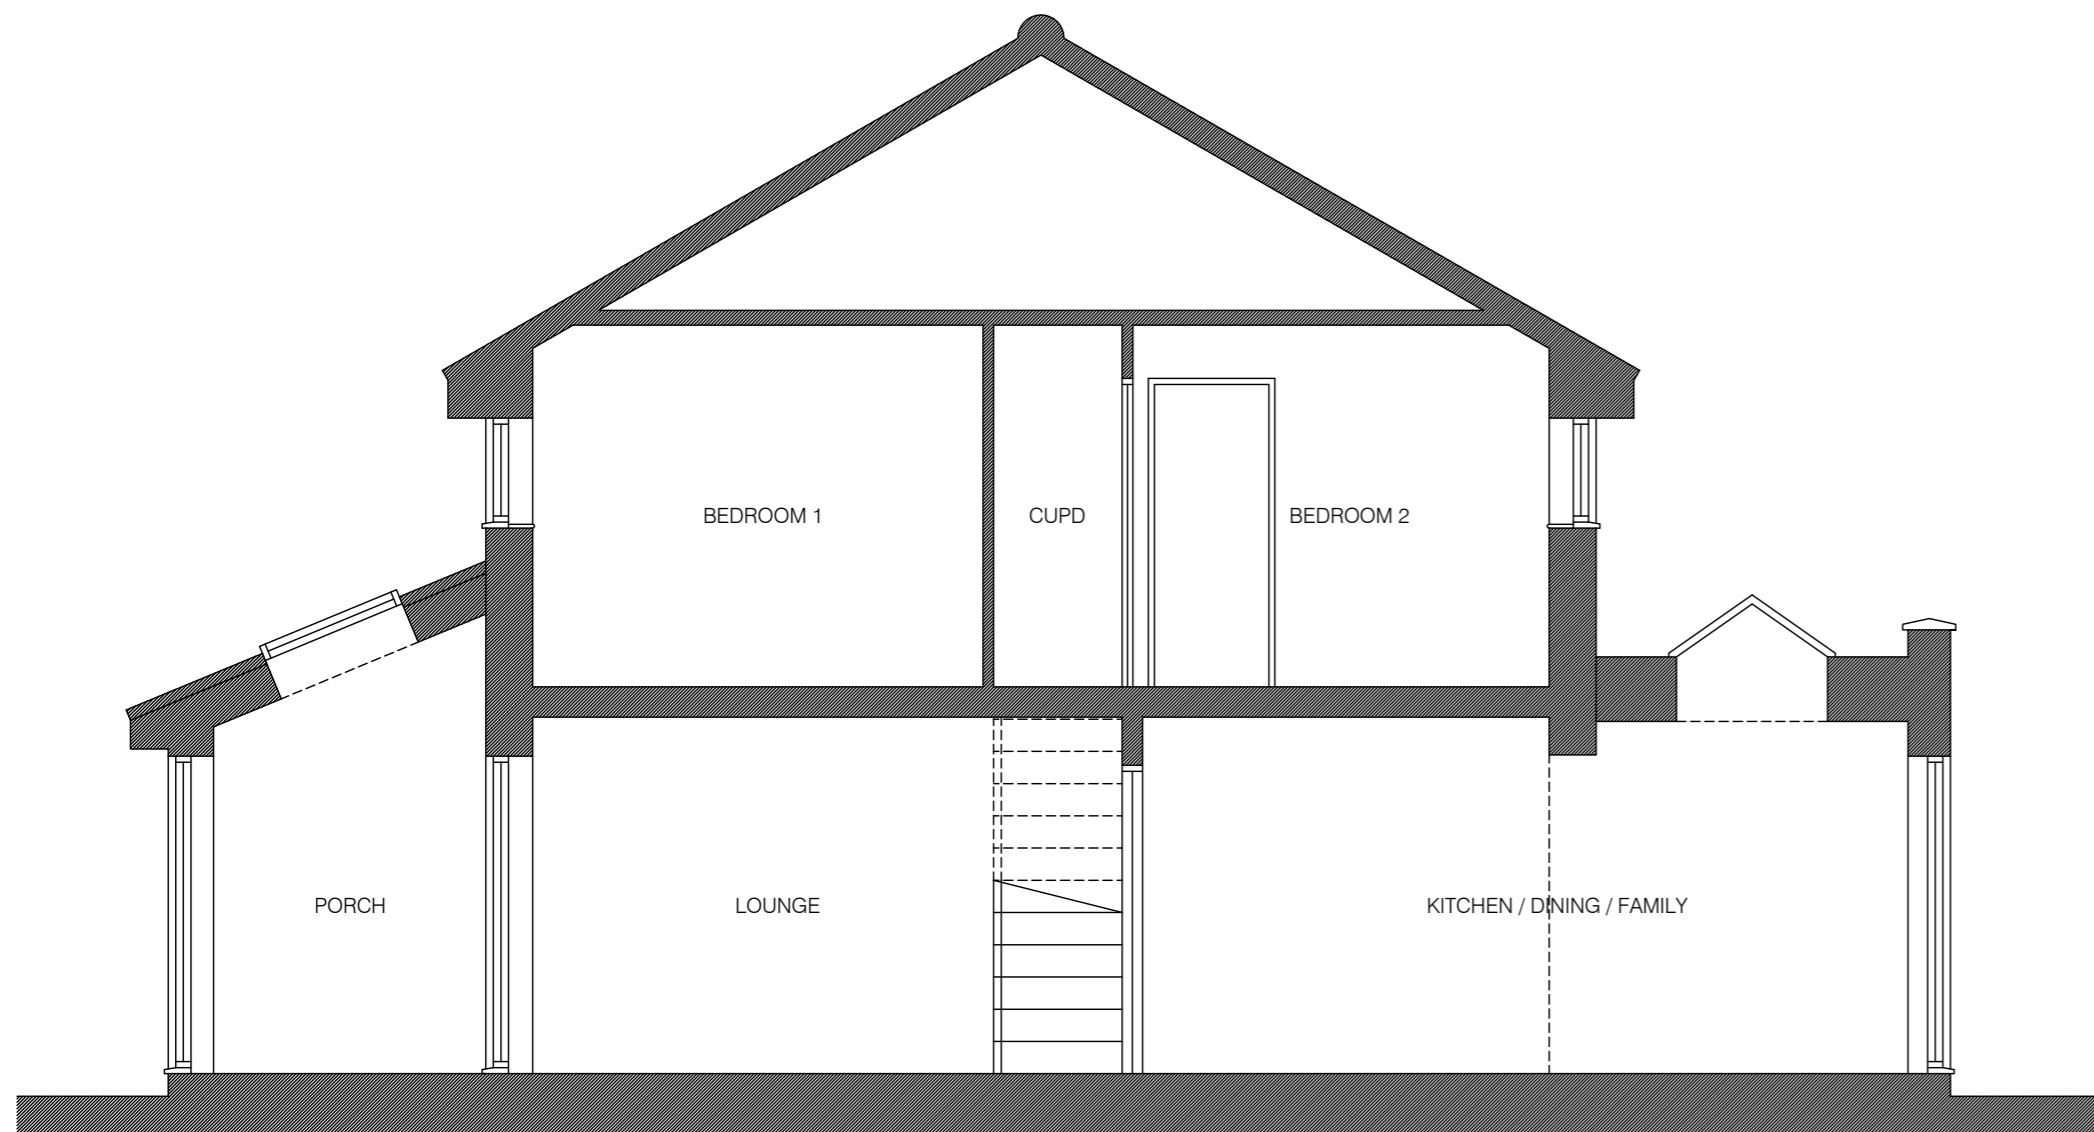 BEDROOM 1
CUPD
BEDROOM 2
PORCH
LOUNGE
KITCHEN / DINING / FAMILY